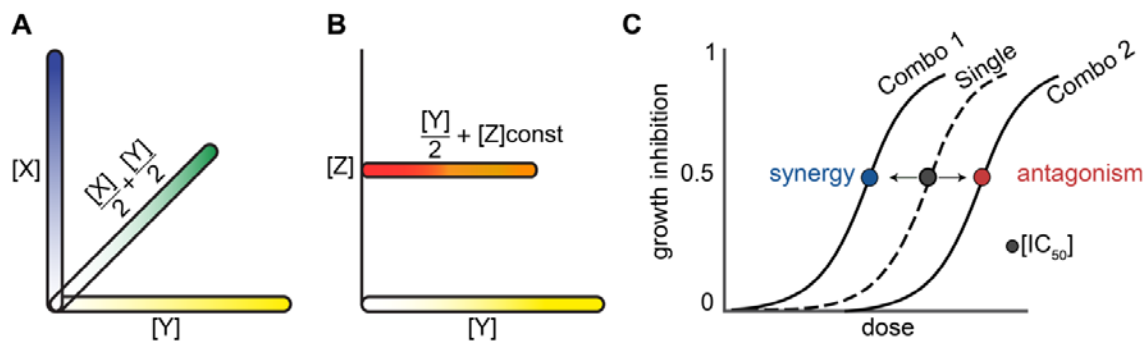 A
B
C
[X]
[X]/2 + [Y]/2
[Y]
[Z]
[Y]/2 + [Z]const
[Y]
growth inhibition
1
0.5
0
Combo 1
Single
Combo 2
synergy
antagonism
[IC₅₀]
dose